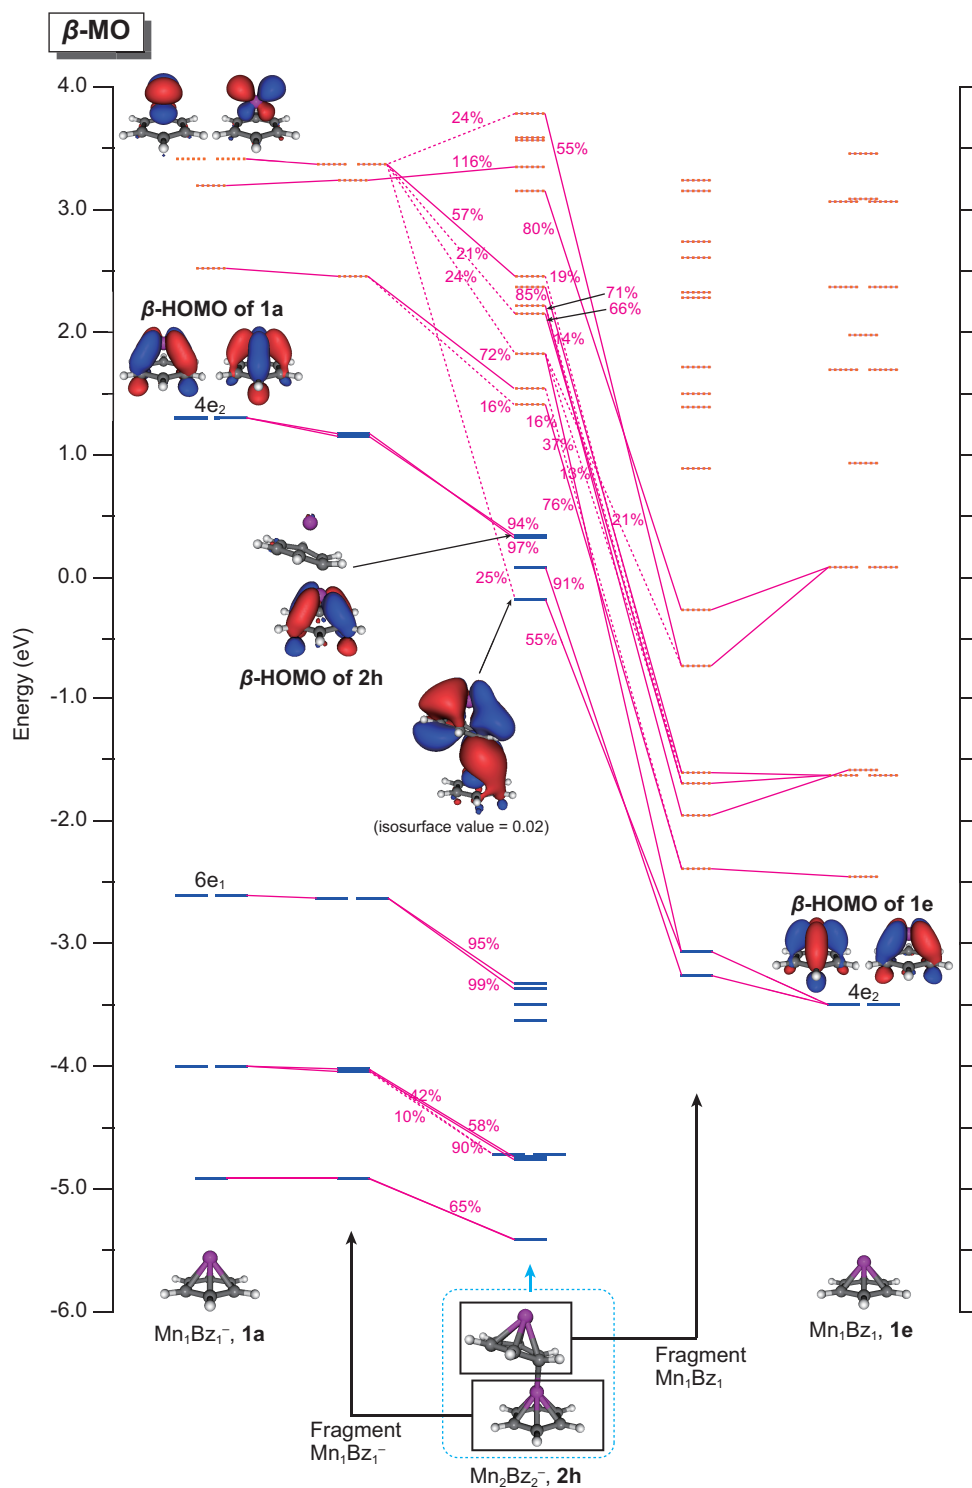 β-MO
4.0
24%
55%
116%
3.0
57%
80%
21%
24%
19%
85%
71%
66%
β-HOMO of 1a
2.0
14%
72%
4e₂
16%
16%
1.0
37%
13%
76%
21%
94%
97%
0.0
25%
91%
55%
β-HOMO of 2h
Energy (eV)
-1.0
-2.0
(isosurface value = 0.02)
6e₁
β-HOMO of 1e
-3.0
95%
99%
4e₂
-4.0
42%
10%
58%
90%
-5.0
65%
-6.0
Mn₁Bz₁⁻, 1a
Mn₁Bz₁, 1e
Fragment
Mn₁Bz₁
Fragment
Mn₁Bz₁⁻
Mn₂Bz₂⁻, 2h